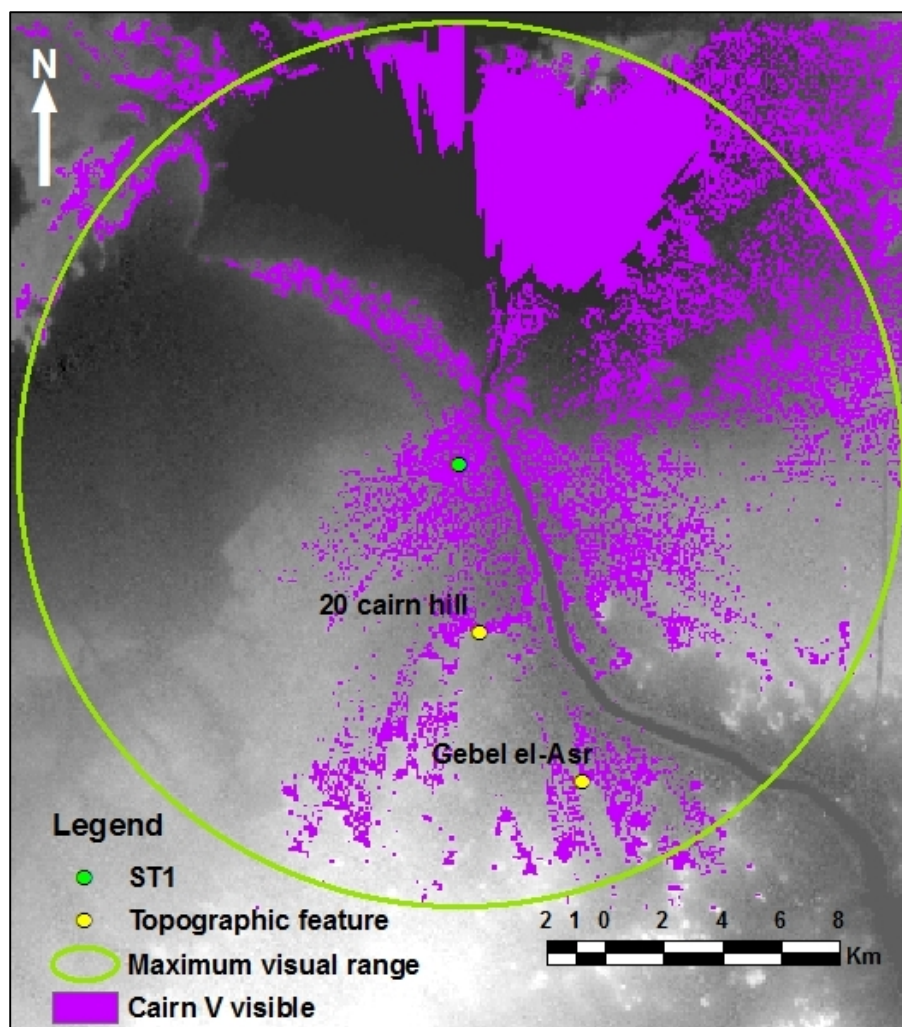 N
20 cairn hill
Gebel el-Asr
Legend
ST1
Topographic feature
Maximum visual range
Cairn V visible
2 1 0 2 4 6 8
Km